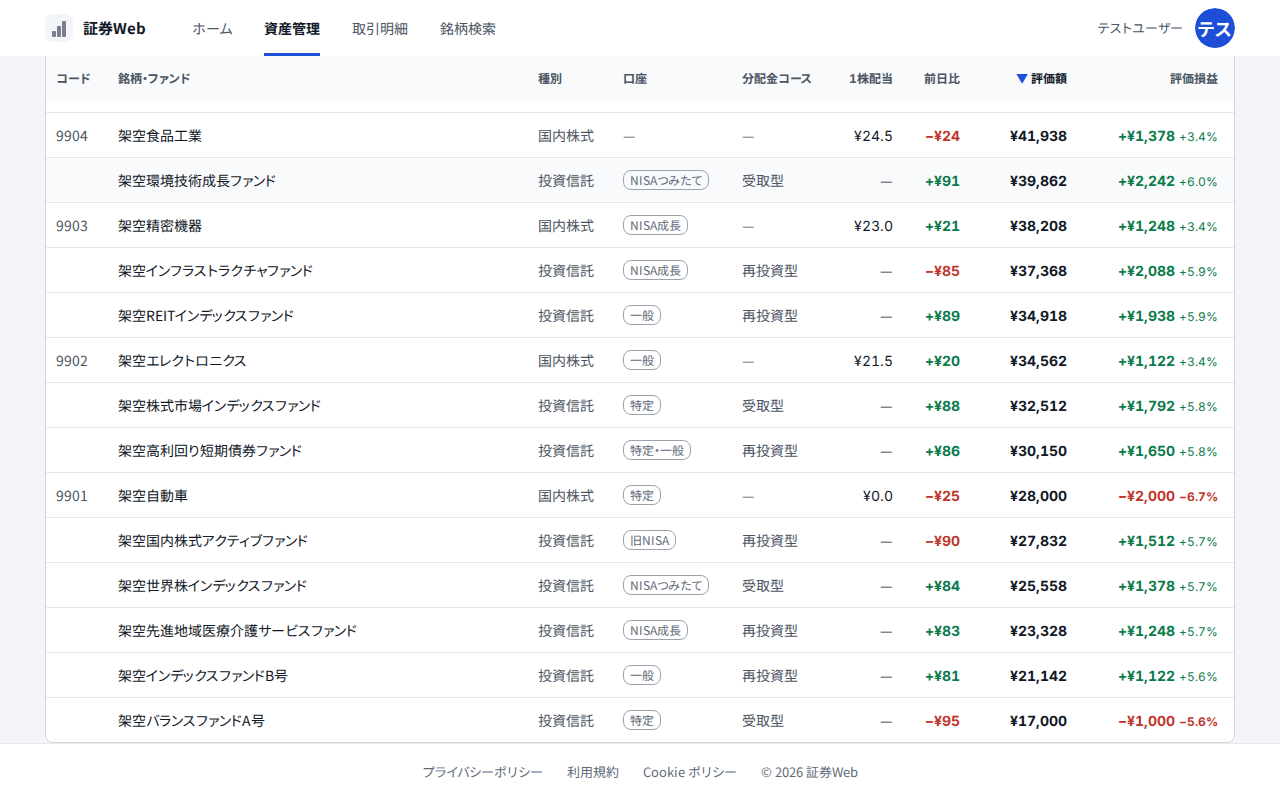 証券Web ホーム 資産管理 取引明細 銘柄検索 テストユーザー テス
コード 銘柄・ファンド 種別 口座 分配金コース 1株配当 前日比 ▼評価額 評価損益
9904 架空食品工業 国内株式 — — ¥24.5 −¥24 ¥41,938 +¥1,378 +3.4%
架空環境技術成長ファンド 投資信託 NISAつみたて 受取型 — +¥91 ¥39,862 +¥2,242 +6.0%
9903 架空精密機器 国内株式 NISA成長 — ¥23.0 +¥21 ¥38,208 +¥1,248 +3.4%
架空インフラストラクチャファンド 投資信託 NISA成長 再投資型 — −¥85 ¥37,368 +¥2,088 +5.9%
架空REITインデックスファンド 投資信託 一般 再投資型 — +¥89 ¥34,918 +¥1,938 +5.9%
9902 架空エレクトロニクス 国内株式 一般 — ¥21.5 +¥20 ¥34,562 +¥1,122 +3.4%
架空株式市場インデックスファンド 投資信託 特定 受取型 — +¥88 ¥32,512 +¥1,792 +5.8%
架空高利回り短期債券ファンド 投資信託 特定・一般 再投資型 — +¥86 ¥30,150 +¥1,650 +5.8%
9901 架空自動車 国内株式 特定 — ¥0.0 −¥25 ¥28,000 −¥2,000 −6.7%
架空国内株式アクティブファンド 投資信託 旧NISA 再投資型 — −¥90 ¥27,832 +¥1,512 +5.7%
架空世界株インデックスファンド 投資信託 NISAつみたて 受取型 — +¥84 ¥25,558 +¥1,378 +5.7%
架空先進地域医療介護サービスファンド 投資信託 NISA成長 再投資型 — +¥83 ¥23,328 +¥1,248 +5.7%
架空インデックスファンドB号 投資信託 一般 再投資型 — +¥81 ¥21,142 +¥1,122 +5.6%
架空バランスファンドA号 投資信託 特定 受取型 — −¥95 ¥17,000 −¥1,000 −5.6%
プライバシーポリシー 利用規約 Cookie ポリシー © 2026 証券Web